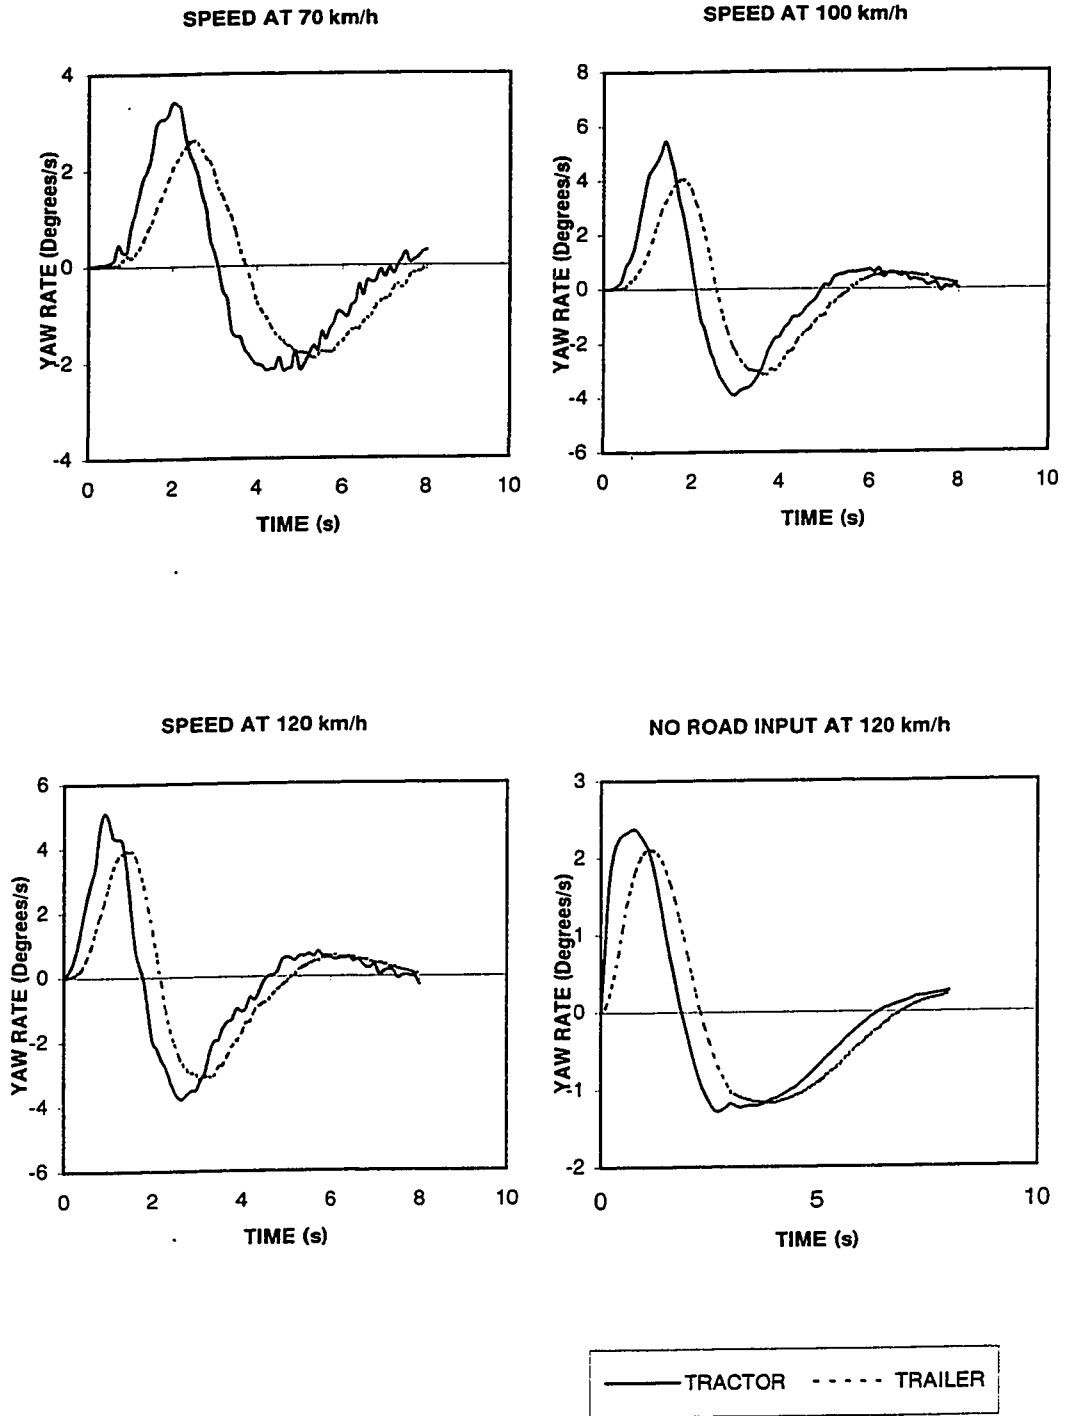 SPEED AT 70 km/h
4
2
0
-2
-4
YAW RATE (Degrees/s)
0 2 4 6 8 10
TIME (s)
SPEED AT 100 km/h
8
6
4
2
0
-2
-4
-6
YAW RATE (Degrees/s)
0 2 4 6 8 10
TIME (s)
SPEED AT 120 km/h
6
4
2
0
-2
-4
-6
YAW RATE (Degrees/s)
0 2 4 6 8 10
TIME (s)
NO ROAD INPUT AT 120 km/h
3
2
1
0
-1
-2
YAW RATE (Degrees/s)
0 5 10
TIME (s)
TRACTOR TRAILER